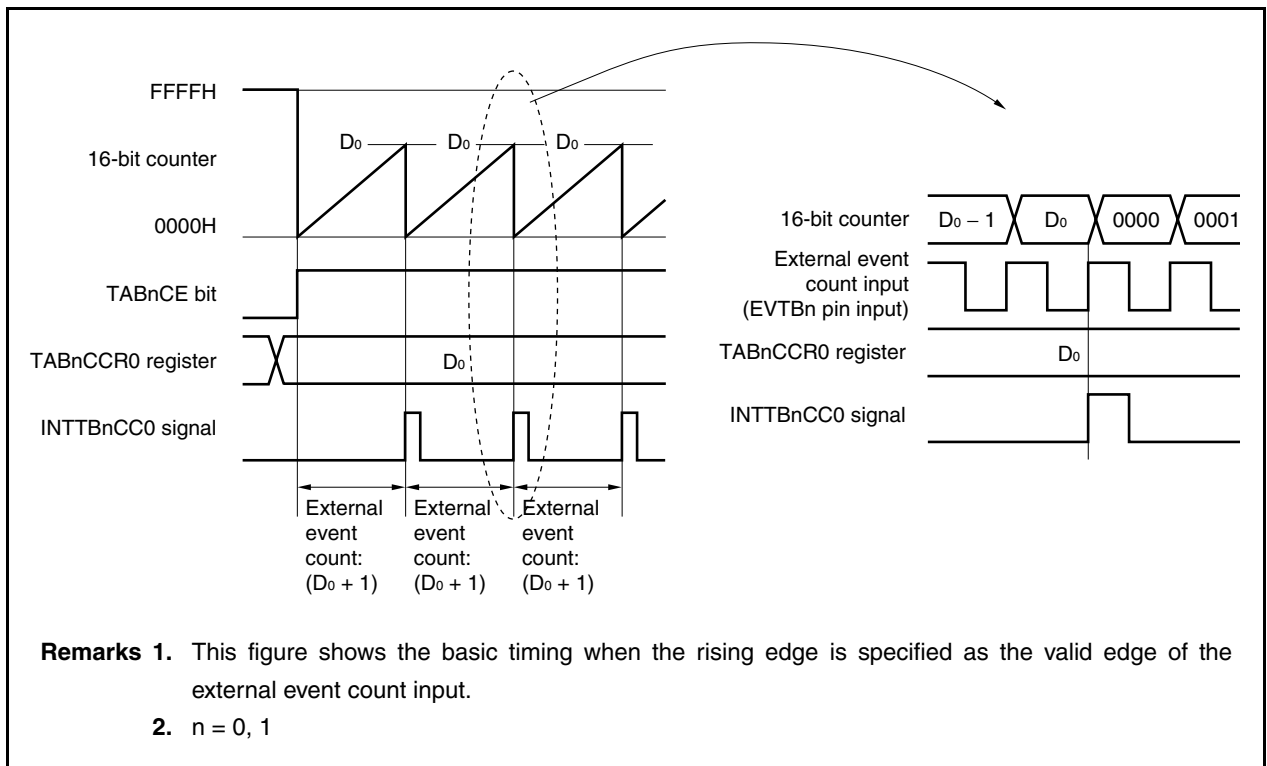 FFFFH
16-bit counter
0000H
D0
D0
D0
TABnCE bit
TABnCCR0 register
D0
INTTBnCC0 signal
External
event
count:
(D0 + 1)
External
event
count:
(D0 + 1)
External
event
count:
(D0 + 1)
16-bit counter
D0 − 1
D0
0000
0001
External event
count input
(EVTBn pin input)
TABnCCR0 register
D0
INTTBnCC0 signal
Remarks 1. This figure shows the basic timing when the rising edge is specified as the valid edge of the
external event count input.
2. n = 0, 1